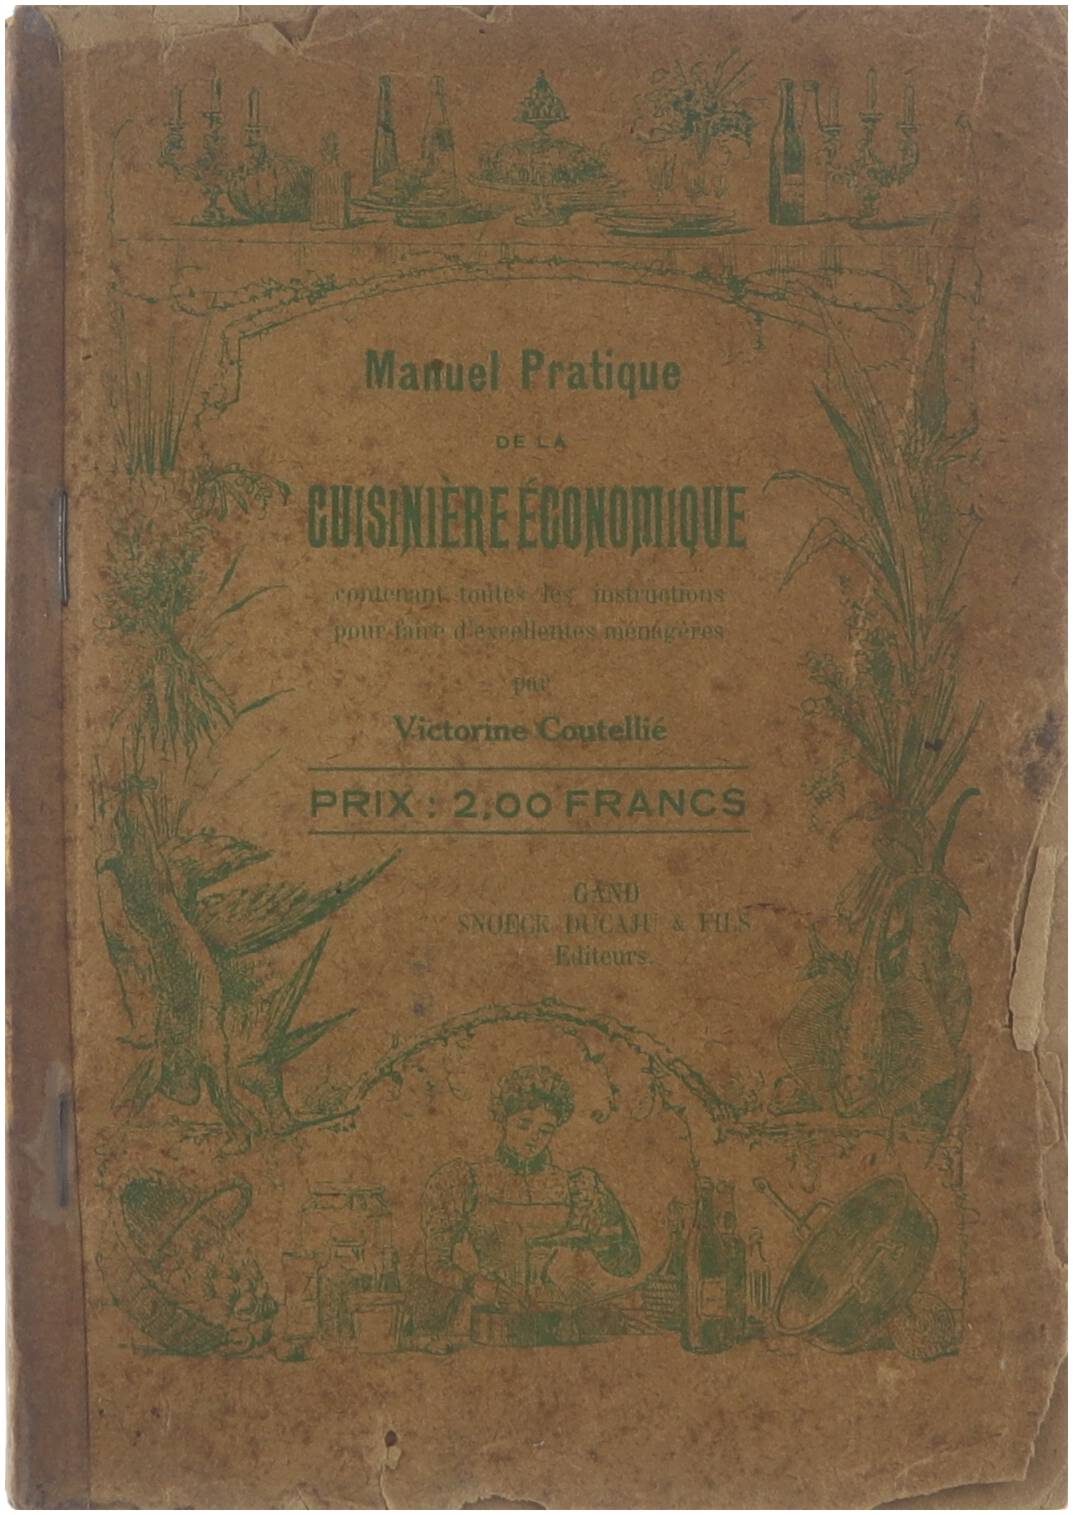 Manuel Pratique
DE LA
CUISINIÈRE ÉCONOMIQUE
contenant toutes les instructions
pour faire d'excellentes ménagères
par
Victorine Coutellié
PRIX : 2,00 FRANCS
GAND
SNOECK-DUCAJU & FILS
Editeurs.